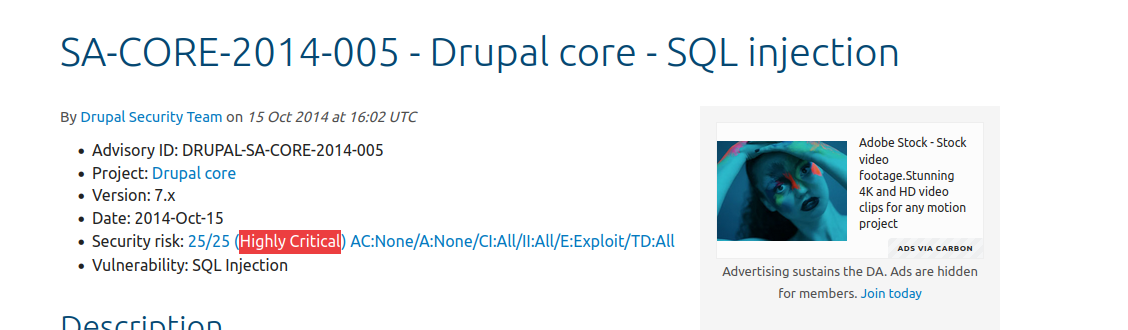 SA-CORE-2014-005 - Drupal core - SQL injection
By Drupal Security Team on 15 Oct 2014 at 16:02 UTC
• Advisory ID: DRUPAL-SA-CORE-2014-005
• Project: Drupal core
• Version: 7.x
• Date: 2014-Oct-15
• Security risk: 25/25 (Highly Critical) AC:None/A:None/CI:All/II:All/E:Exploit/TD:All
• Vulnerability: SQL Injection
Description
Adobe Stock - Stock
video
footage.Stunning
4K and HD video
clips for any motion
project
ADS VIA CARBON
Advertising sustains the DA. Ads are hidden
for members. Join today